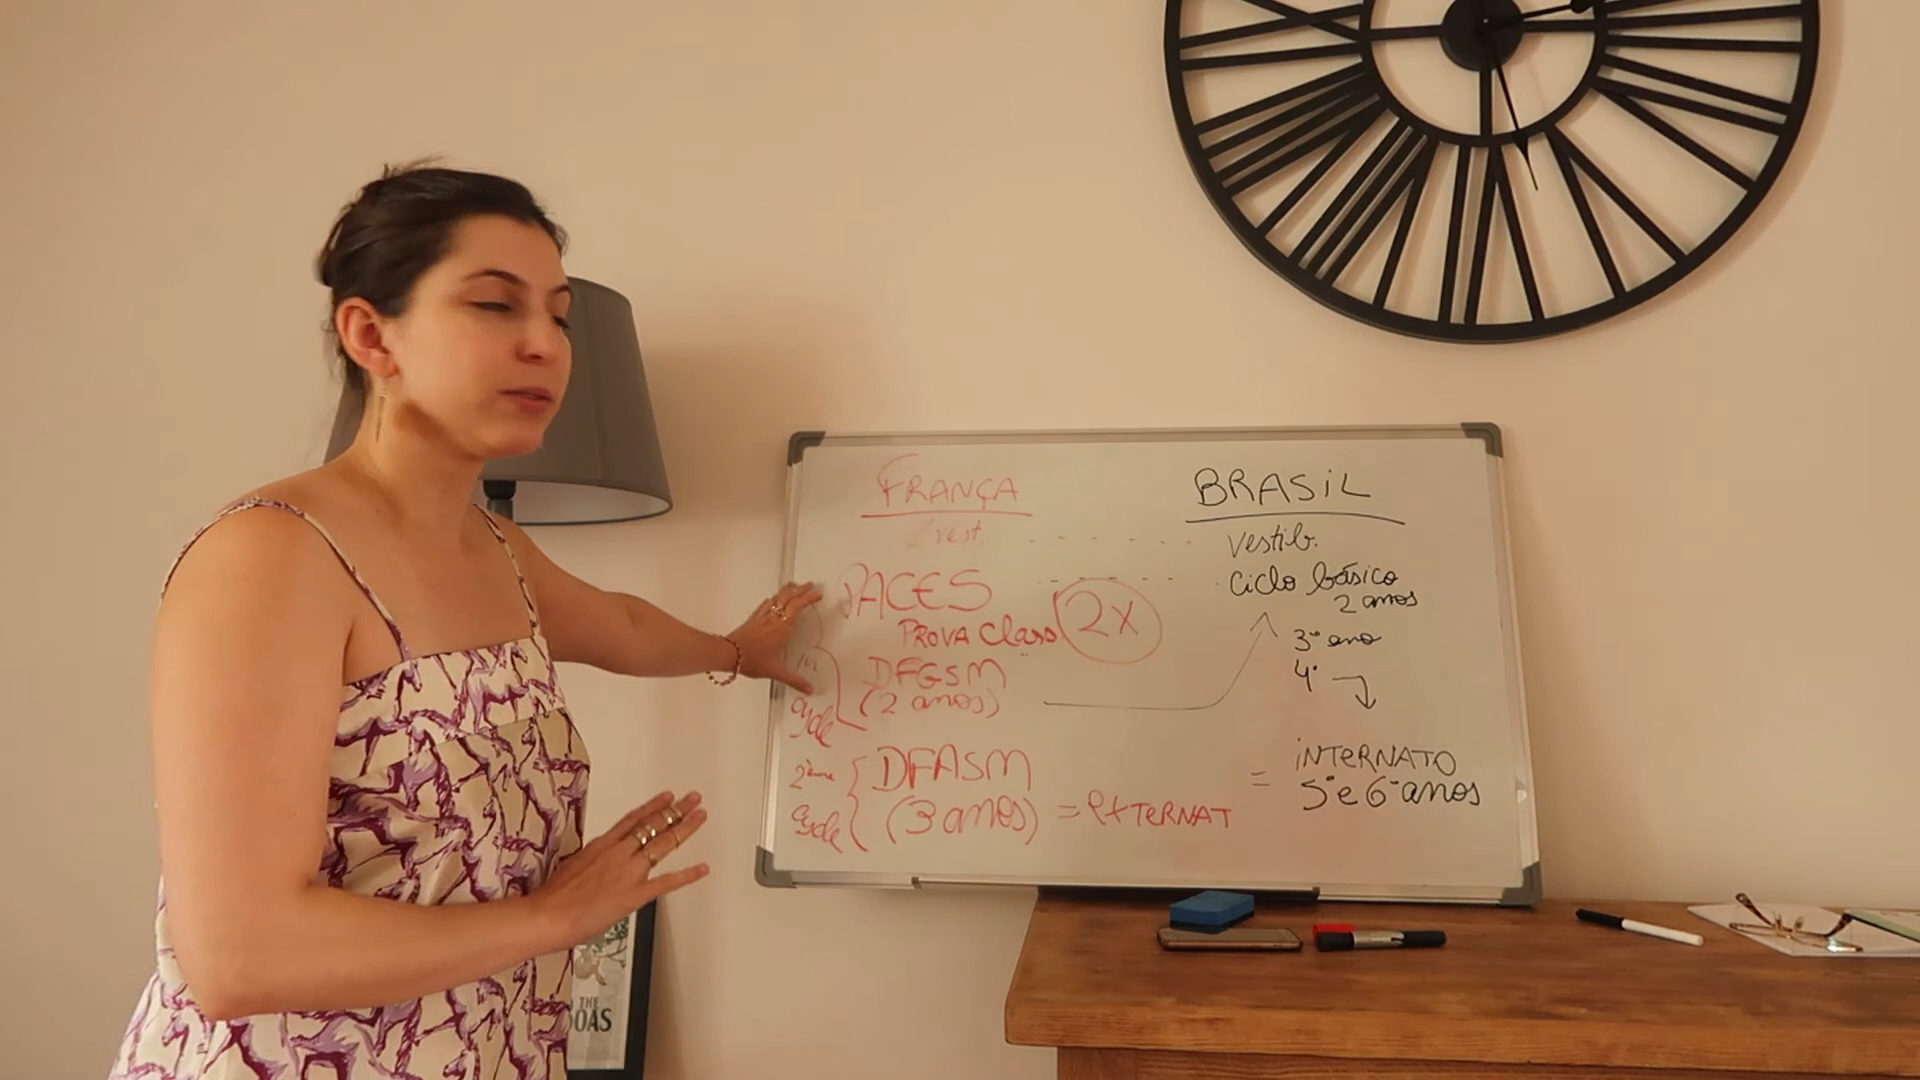 FRANÇA
vest.
PACES
PROVA Class
2X
DFGSM
(2 anos)
1er
cycle
2ème
cycle
DFASM
(3 anos) = EXTERNAT
BRASIL
Vestib.
Ciclo básico
2 anos
3º ano
4º
= INTERNATO
5º e 6º anos
THE